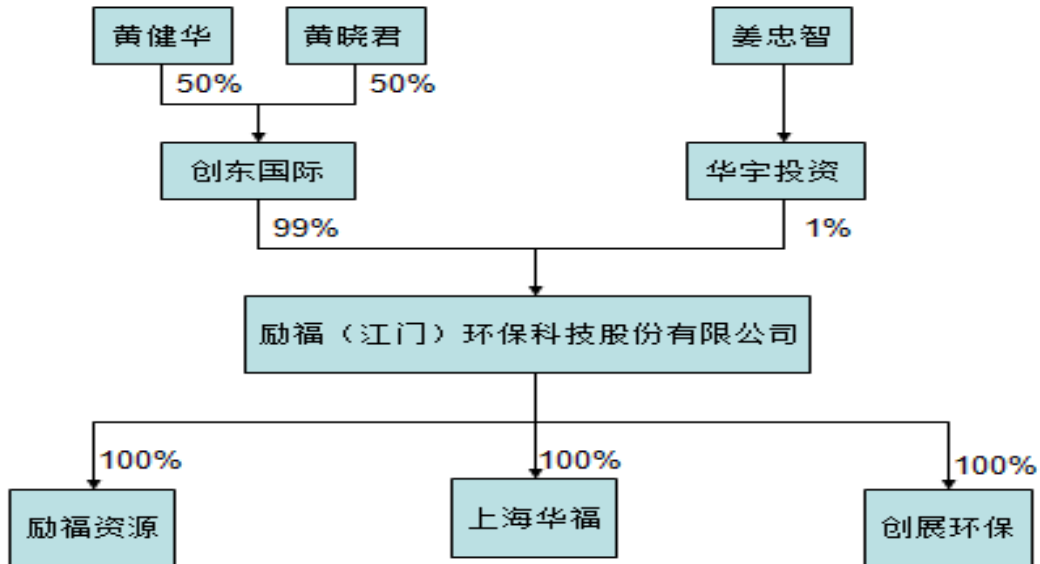 黄健华
黄晓君
姜忠智
50%
50%
创东国际
华宇投资
99%
1%
励福（江门）环保科技股份有限公司
100%
100%
100%
励福资源
上海华福
创展环保